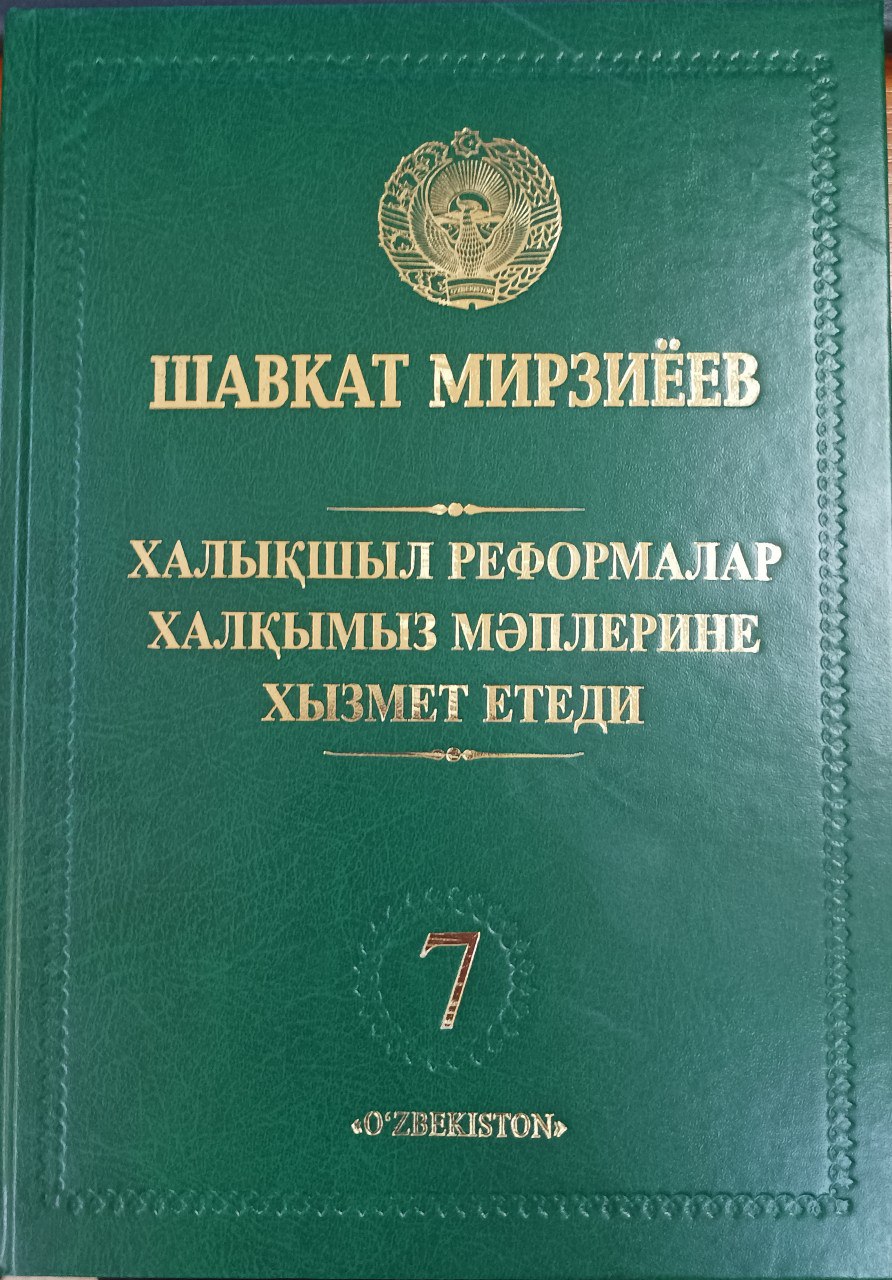 ШАВКАТ МИРЗИЁЕВ
ХАЛЫҚШЫЛ РЕФОРМАЛАР
ХАЛҚЫМЫЗ МӘПЛЕРИНЕ
ХЫЗМЕТ ЕТЕДИ
7
«O‘ZBEKISTON»